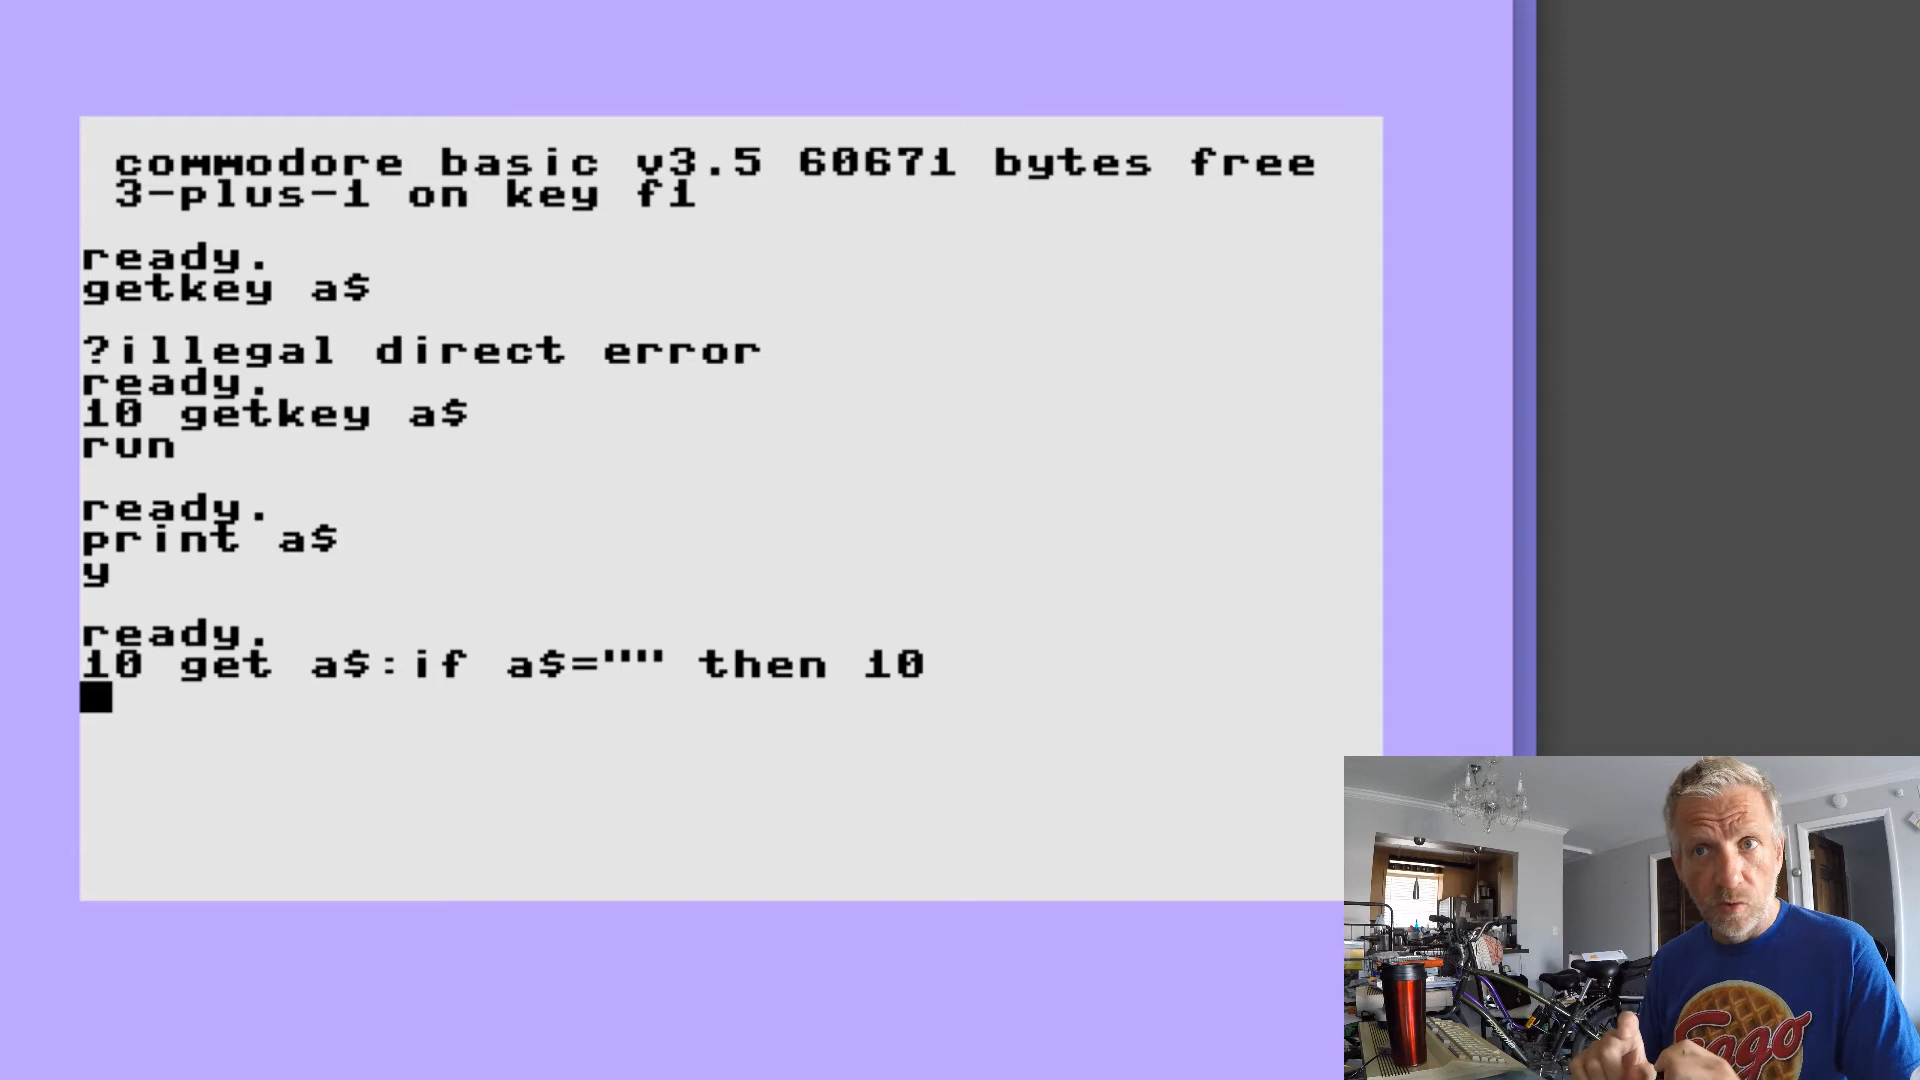 commodore basic v3.5 60671 bytes free
3-plus-1 on key f1
ready.
getkey a$
?illegal direct error
ready.
10 getkey a$
run
ready.
print a$
y
ready.
10 get a$:if a$="" then 10
Eggo